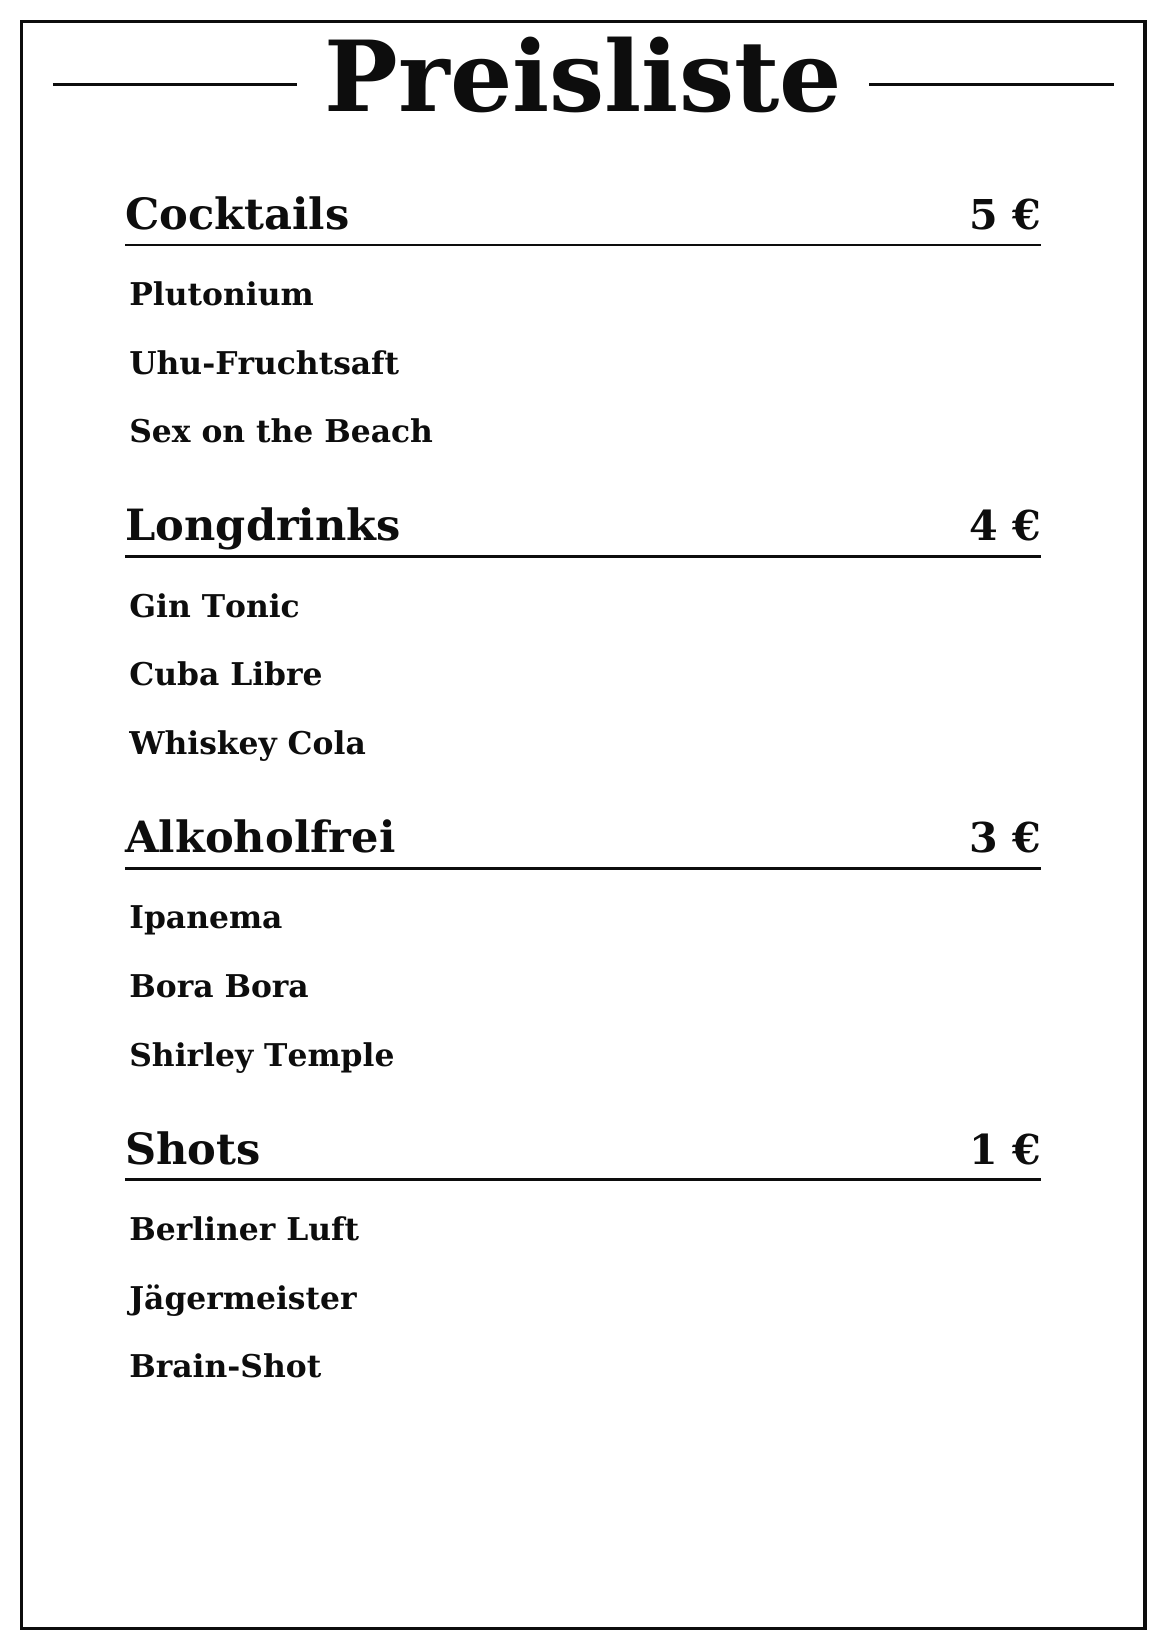 Preisliste
Cocktails 5 €
Plutonium
Uhu-Fruchtsaft
Sex on the Beach
Longdrinks 4 €
Gin Tonic
Cuba Libre
Whiskey Cola
Alkoholfrei 3 €
Ipanema
Bora Bora
Shirley Temple
Shots 1 €
Berliner Luft
Jägermeister
Brain-Shot